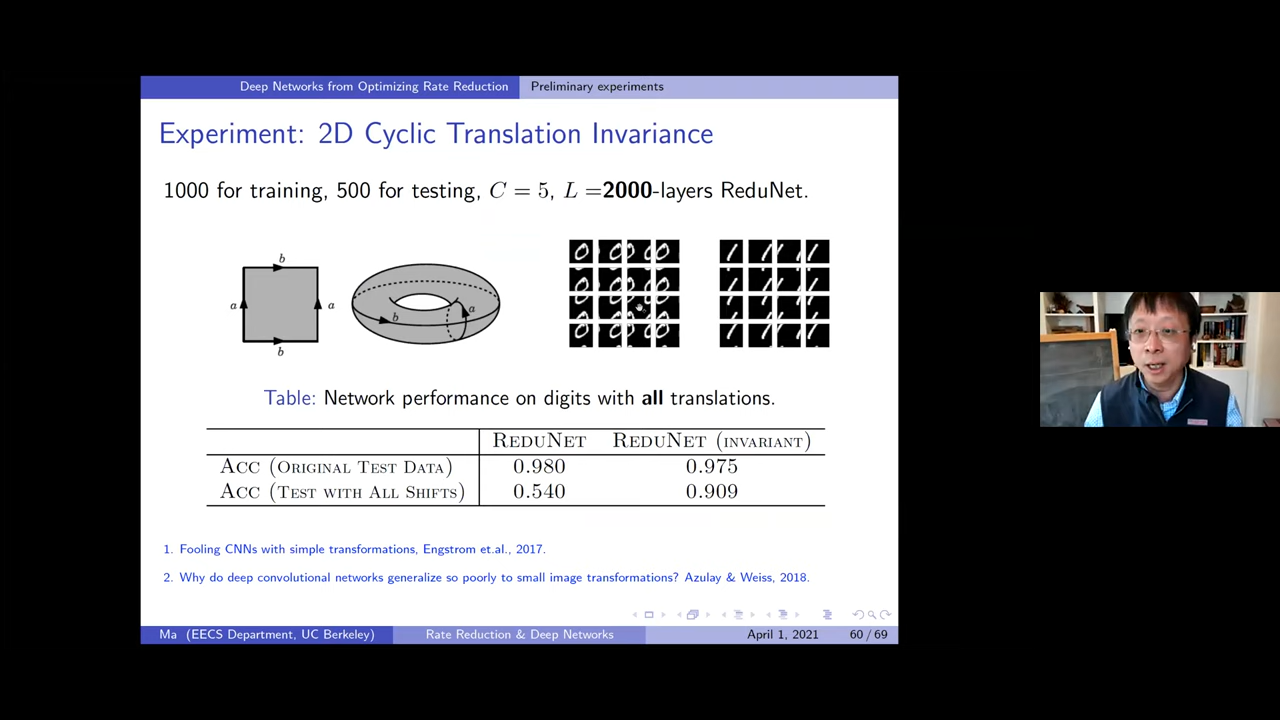 Deep Networks from Optimizing Rate Reduction Preliminary experiments
Experiment: 2D Cyclic Translation Invariance
1000 for training, 500 for testing, C = 5, L =2000-layers ReduNet.
b
a a
b
b a
Table: Network performance on digits with all translations.
REDUNET REDUNET (INVARIANT)
ACC (ORIGINAL TEST DATA) 0.980 0.975
ACC (TEST WITH ALL SHIFTS) 0.540 0.909
1. Fooling CNNs with simple transformations, Engstrom et.al., 2017.
2. Why do deep convolutional networks generalize so poorly to small image transformations? Azulay & Weiss, 2018.
Ma (EECS Department, UC Berkeley) Rate Reduction & Deep Networks April 1, 2021 60 / 69